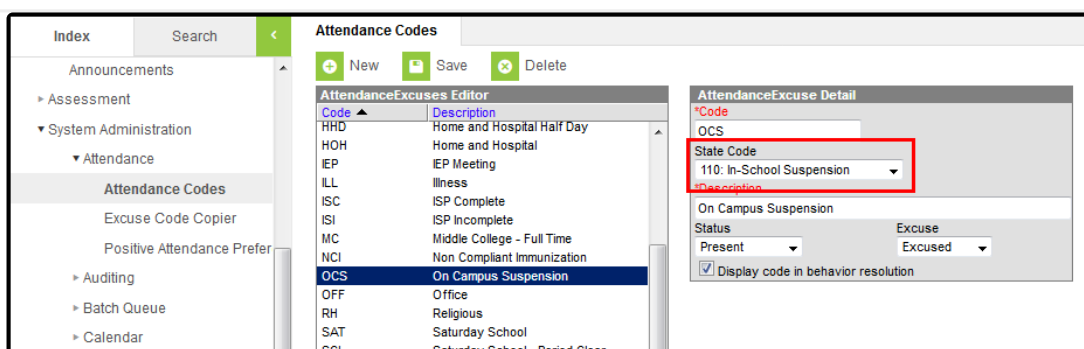 Index
Search
Announcements
Assessment
System Administration
Attendance
Attendance Codes
Excuse Code Copier
Positive Attendance Prefer
Auditing
Batch Queue
Calendar
Attendance Codes
New Save Delete
AttendanceExcuses Editor
Code Description
HHD Home and Hospital Half Day
HOH Home and Hospital
IEP IEP Meeting
ILL Illness
ISC ISP Complete
ISI ISP Incomplete
MC Middle College - Full Time
NCI Non Compliant Immunization
OCS On Campus Suspension
OFF Office
RH Religious
SAT Saturday School
AttendanceExcuse Detail
*Code
OCS
State Code
110: In-School Suspension
*Description
On Campus Suspension
Status Excuse
Present Excused
Display code in behavior resolution